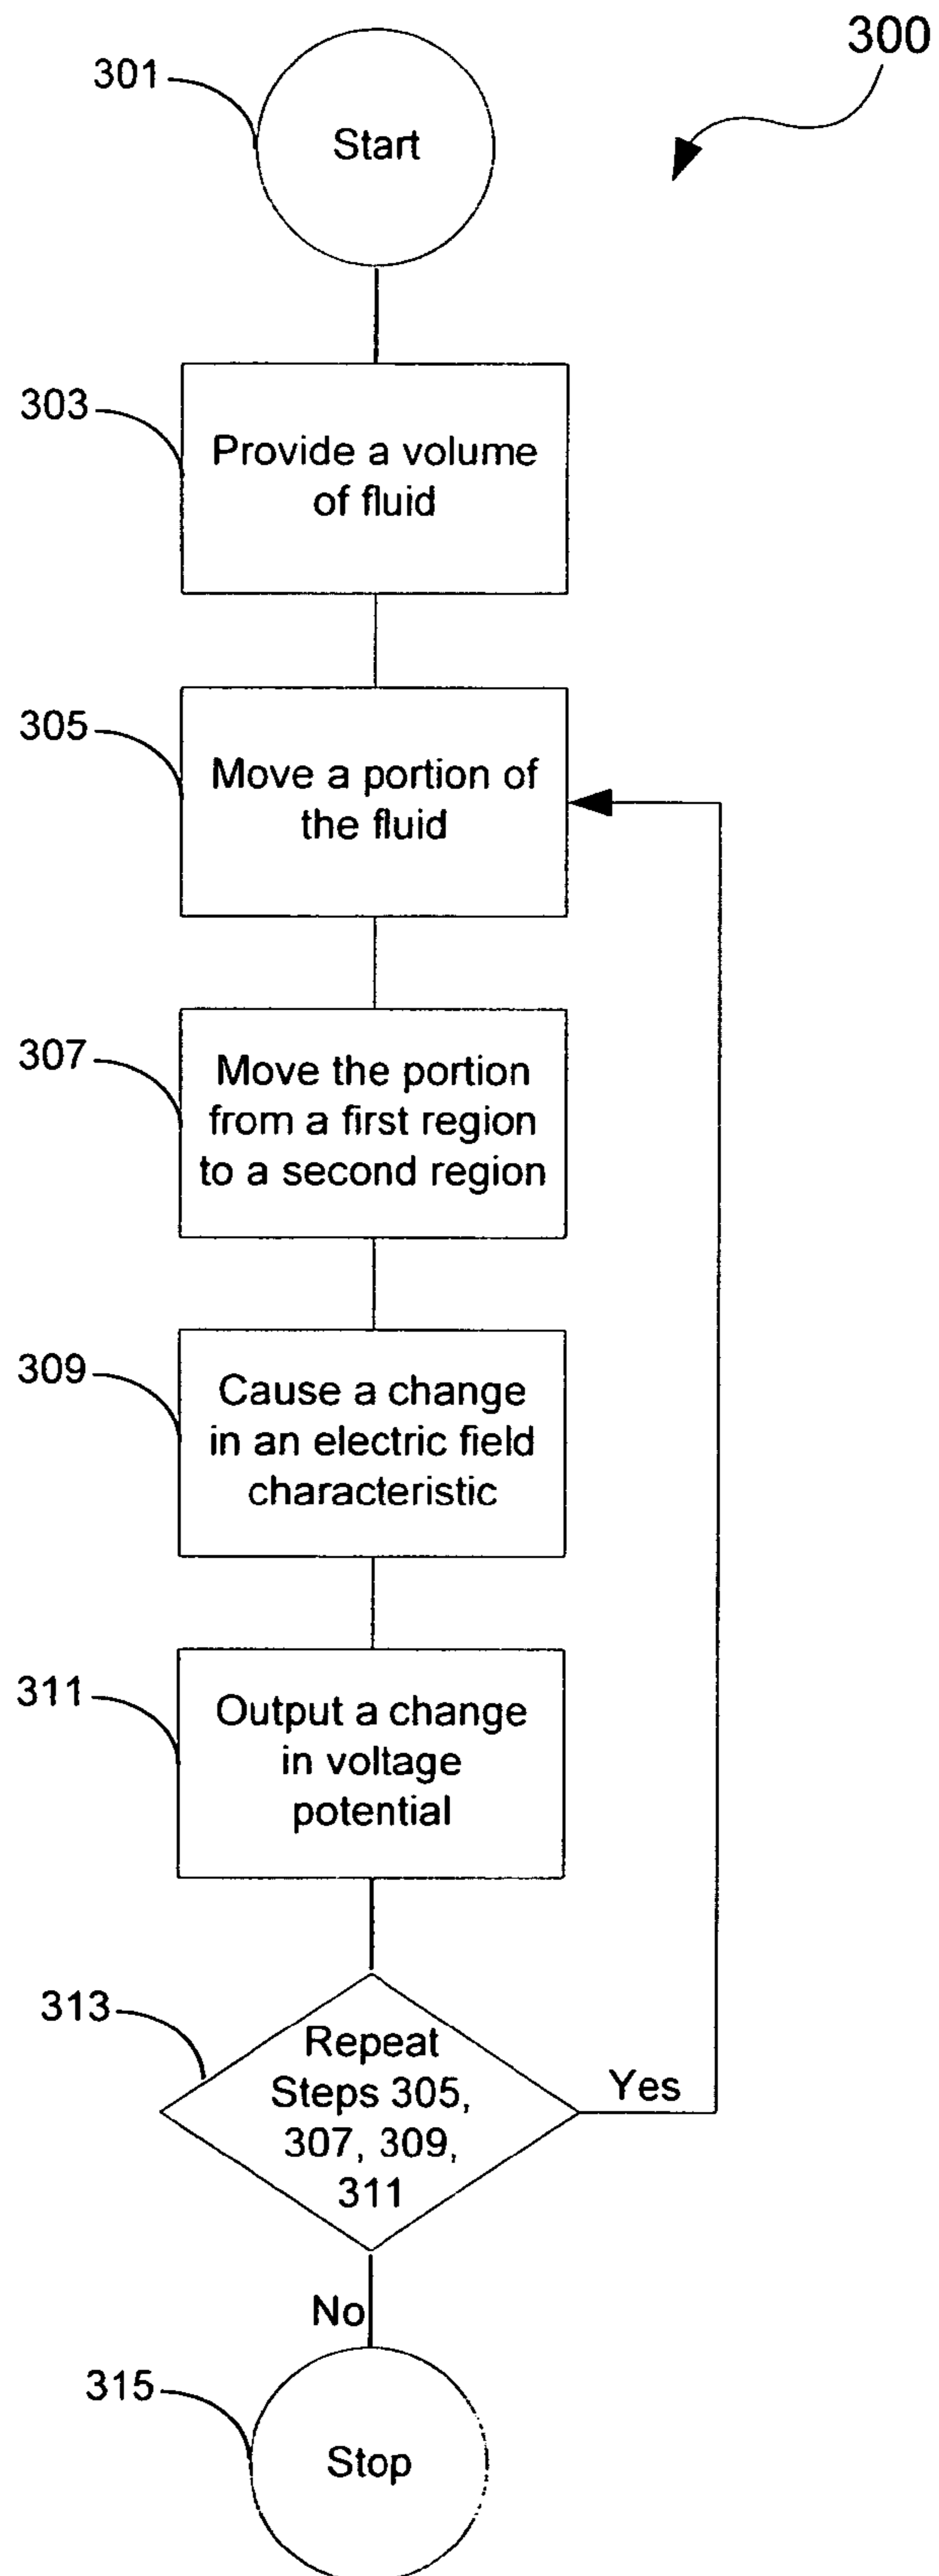 300
301
Start
303
Provide a volume
of fluid
305
Move a portion of
the fluid
307
Move the portion
from a first region
to a second region
309
Cause a change
in an electric field
characteristic
311
Output a change
in voltage
potential
313
Repeat
Steps 305,
307, 309,
311
Yes
No
315
Stop